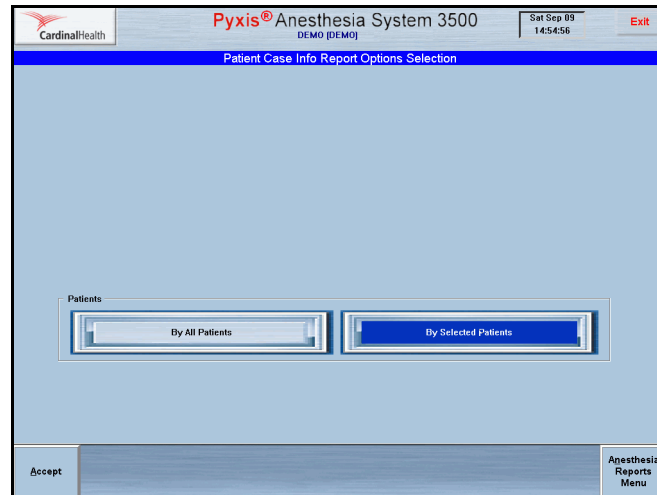 CardinalHealth
Pyxis® Anesthesia System 3500
DEMO [DEMO]
Sat Sep 09
14:54:56
Exit
Patient Case Info Report Options Selection
Patients
By All Patients
By Selected Patients
Accept
Anesthesia
Reports
Menu